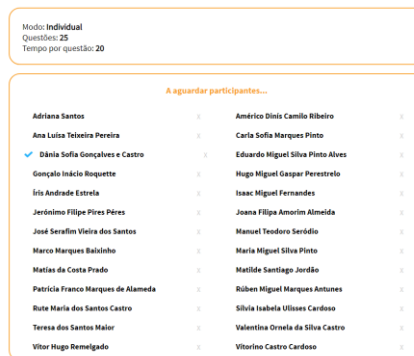 Modo: Individual
Questões: 25
Tempo por questão: 20
A aguardar participantes...
Adriana Santos x Américo Dinis Camilo Ribeiro x
Ana Luísa Teixeira Pereira x Carla Sofia Marques Pinto x
Dânia Sofia Gonçalves e Castro x Eduardo Miguel Silva Pinto Alves x
Gonçalo Inácio Roquette x Hugo Miguel Gaspar Perestrelo x
Íris Andrade Estrela x Isaac Miguel Fernandes x
Jerónimo Filipe Pires Péres x Joana Filipa Amorim Almeida x
José Serafim Vieira dos Santos x Manuel Teodoro Seródio x
Marco Marques Baixinho x Maria Miguel Silva Pinto x
Matias da Costa Prado x Matilde Santiago Jordão x
Patrícia Franco Marques de Alameda x Rúben Miguel Marques Antunes x
Rute Maria dos Santos Castro x Silvia Isabela Ulisses Cardoso x
Teresa dos Santos Maior x Valentina Ornela da Silva Castro x
Vitor Hugo Remelgado x Vitorino Castro Cardoso x